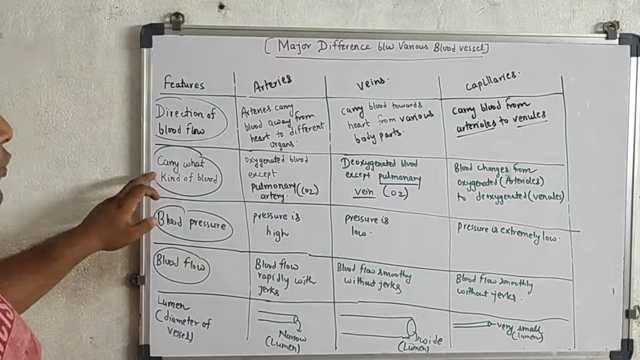 Major Difference b/w Various Blood vessel
Features
Arteries
veins.
capillaries.
Direction of
blood flow
Arteries carry
blood away from
heart to different
organs
carry blood towards
heart from various
body parts.
carry blood from
arterioles to venules
Carry what
kind of blood
oxygenated blood
except
pulmonary
artery (CO2)
Deoxygenated blood
except pulmonary
vein (O2)
Blood changes from
oxygenated (Arterioles)
to deoxygenated (venules)
Blood pressure
pressure is
high
pressure is
low.
pressure is extremely low.
Blood flow
Blood flow
rapidly with
jerks
Blood flow smoothly
without jerks
Blood flow smoothly
without jerks.
Lumen
(diameter of
vessel)
Narrow
(Lumen)
wide
(Lumen)
very small
(lumen)